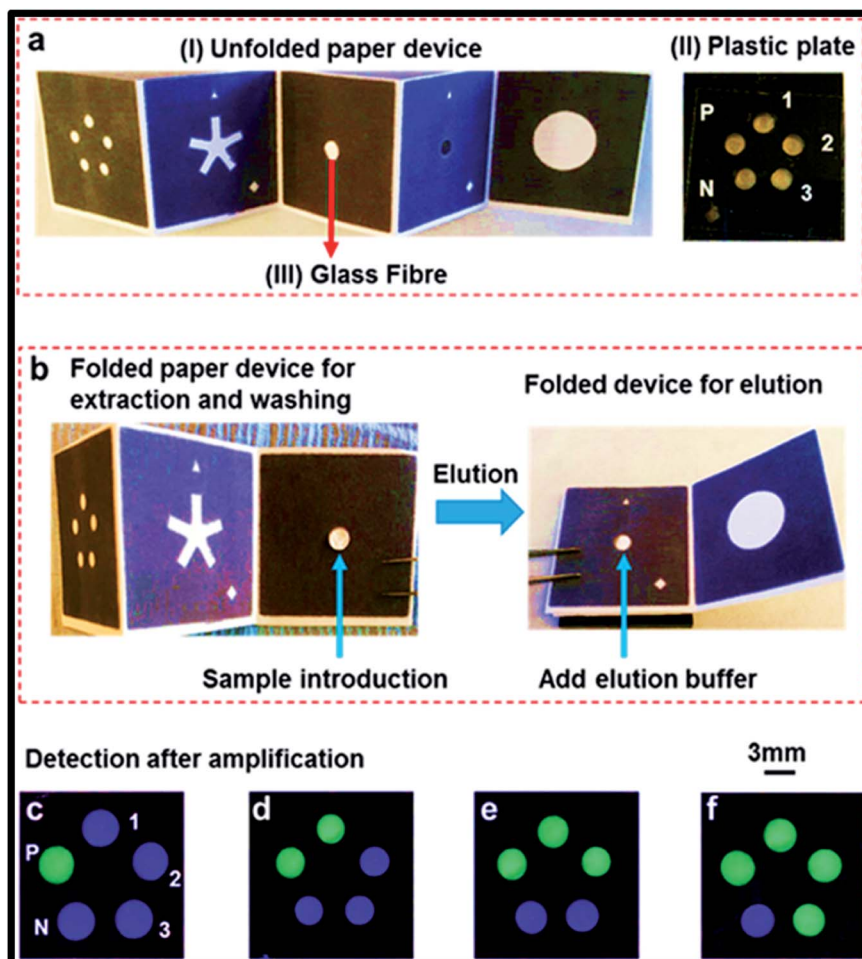 a
(I) Unfolded paper device
(II) Plastic plate
P
1
2
N
3
(III) Glass Fibre
b
Folded paper device for
extraction and washing
Folded device for elution
Elution
Sample introduction
Add elution buffer
Detection after amplification
3mm
c
1
P
2
N
3
d
e
f